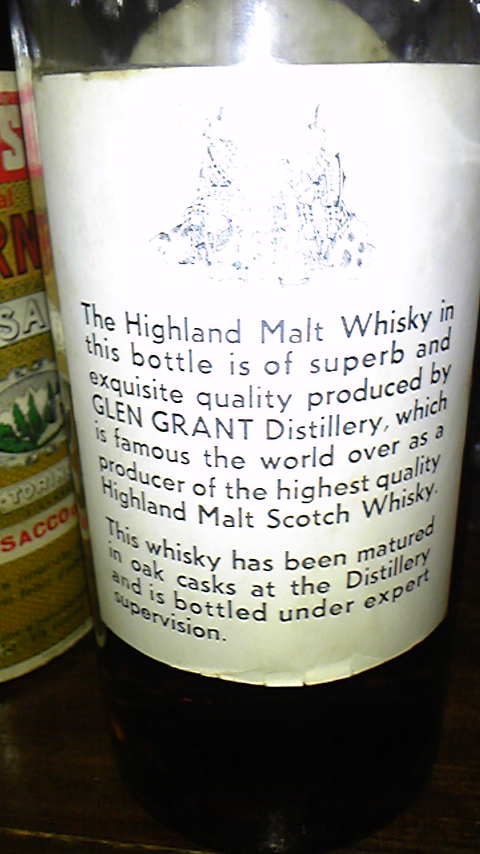 The Highland Malt Whisky in
this bottle is of superb and
exquisite quality produced by
GLEN GRANT Distillery, which
is famous the world over as a
producer of the highest quality
Highland Malt Scotch Whisky.
This whisky has been matured
in oak casks at the Distillery
and is bottled under expert
supervision.
SACCO